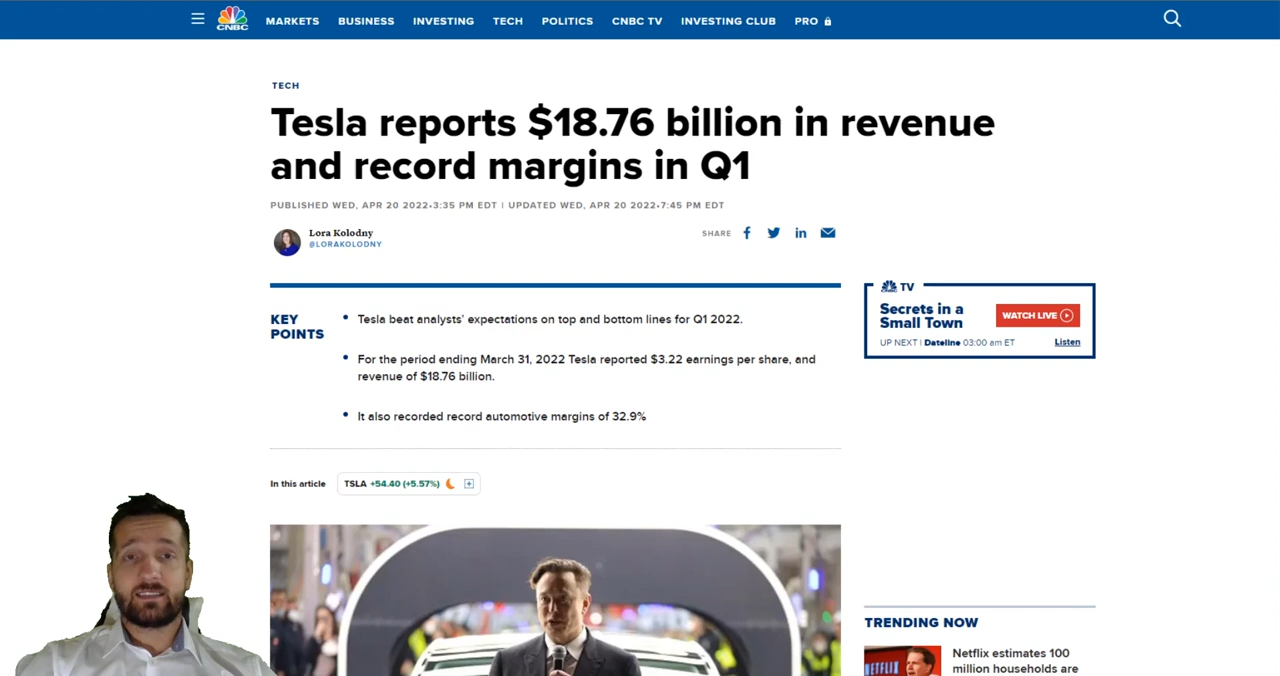 CNBC
MARKETS BUSINESS INVESTING TECH POLITICS CNBC TV INVESTING CLUB PRO
TECH
Tesla reports $18.76 billion in revenue
and record margins in Q1
PUBLISHED WED, APR 20 2022•3:35 PM EDT | UPDATED WED, APR 20 2022•7:45 PM EDT
Lora Kolodny
@LORAKOLODNY
SHARE
KEY
POINTS
• Tesla beat analysts' expectations on top and bottom lines for Q1 2022.
• For the period ending March 31, 2022 Tesla reported $3.22 earnings per share, and
revenue of $18.76 billion.
• It also recorded record automotive margins of 32.9%
CNBC TV
Secrets in a
Small Town
WATCH LIVE
UP NEXT | Dateline 03:00 am ET
Listen
In this article
TSLA +54.40 (+5.57%)
TRENDING NOW
NETFLIX
Netflix estimates 100
million households are